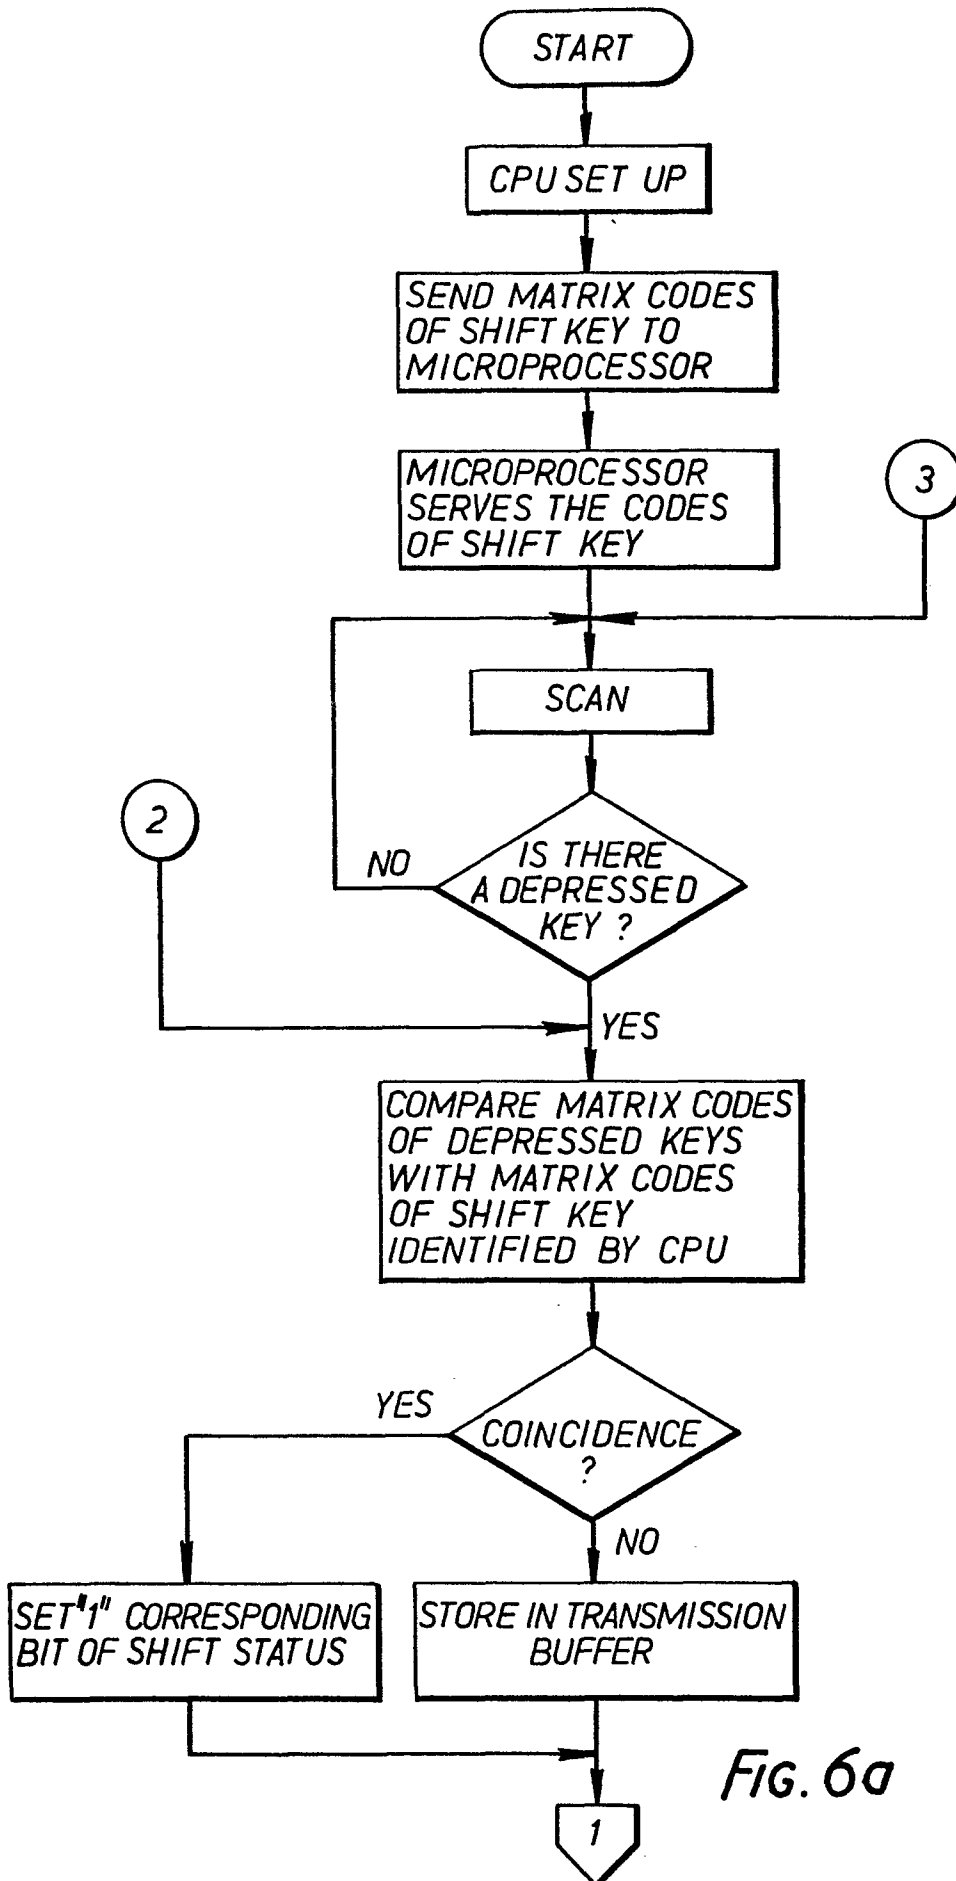 START
CPU SET UP
SEND MATRIX CODES
OF SHIFT KEY TO
MICROPROCESSOR
MICROPROCESSOR
SERVES THE CODES
OF SHIFT KEY
3
SCAN
2
NO
IS THERE
A DEPRESSED
KEY ?
YES
COMPARE MATRIX CODES
OF DEPRESSED KEYS
WITH MATRIX CODES
OF SHIFT KEY
IDENTIFIED BY CPU
YES
COINCIDENCE
?
NO
SET "1" CORRESPONDING
BIT OF SHIFT STATUS
STORE IN TRANSMISSION
BUFFER
FIG. 6a
1